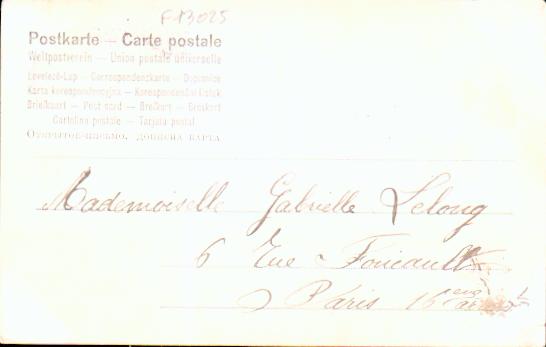 F13025
Postkarte — Carte postale
Weltpostverein — Union postale universelle
Levelező-Lap — Correspondenzkarte — Dopisnice
Karta korespondencyjna — Korespondenční lístek
Briefkaart — Post card — Brefkort — Brevkort
Cartolina postale — Tarjeta postal
Открытое письмо, дописна карта
Mademoiselle Gabrielle Lelong
6 Rue Foucault
Paris 16